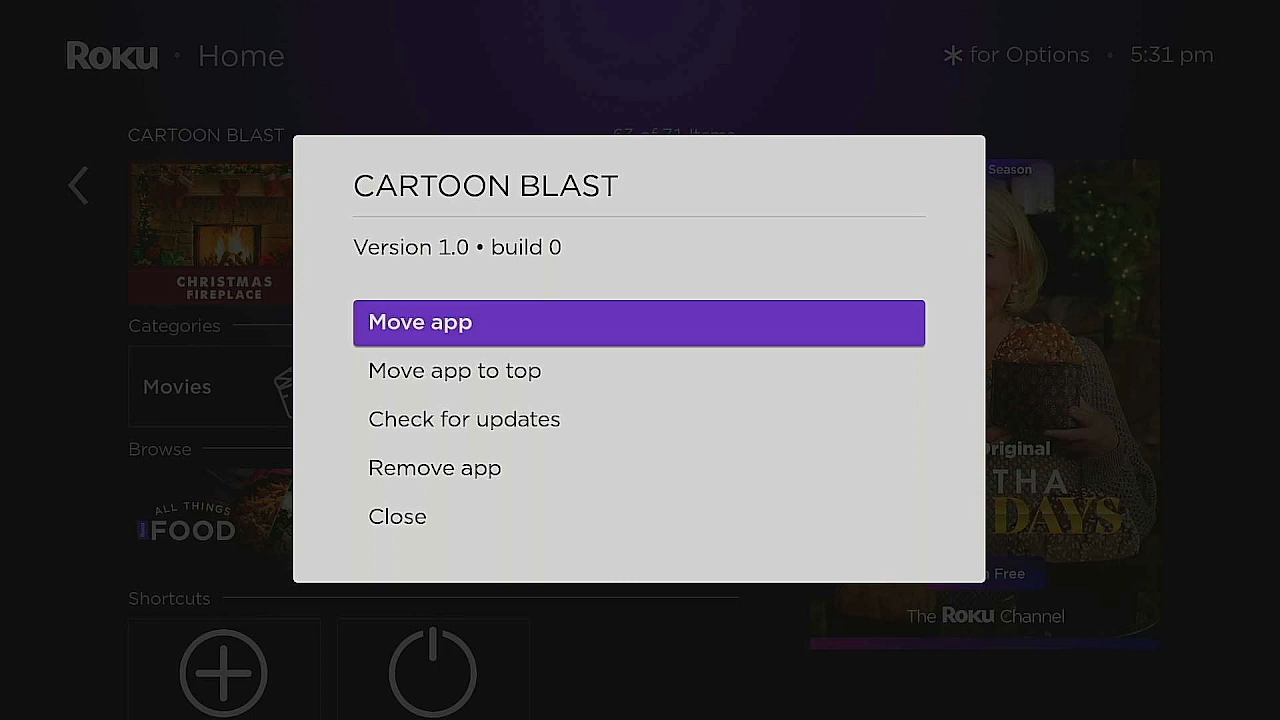 Roku • Home
* for Options • 5:31 pm
CARTOON BLAST
CARTOON BLAST
Version 1.0 • build 0
Move app
Move app to top
Check for updates
Remove app
Close
CHRISTMAS
FIREPLACE
Categories
Movies
Browse
ALL THINGS
FOOD
Shortcuts
Season
THA
DAYS
Free
The Roku Channel